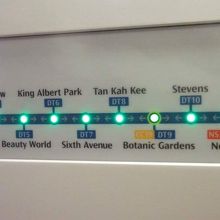 King Albert Park
Tan Kah Kee
Stevens
DT6
DT8
DT10
DT5
DT7
DT9
NS
Beauty World
Sixth Avenue
Botanic Gardens